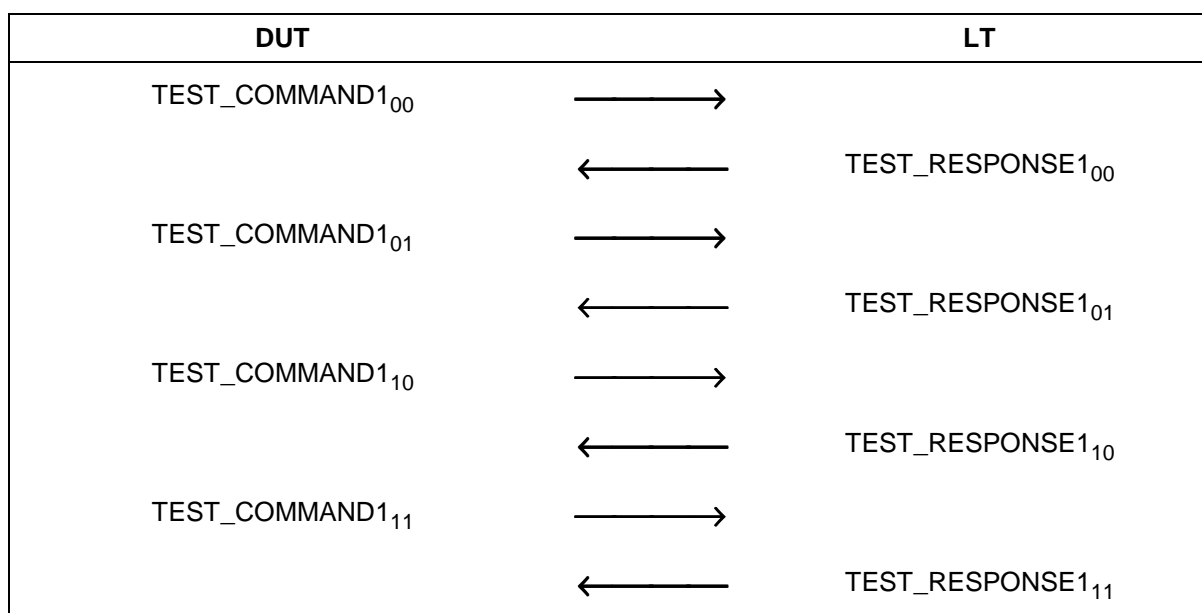 DUT LT
TEST_COMMAND1₀₀
TEST_RESPONSE1₀₀
TEST_COMMAND1₀₁
TEST_RESPONSE1₀₁
TEST_COMMAND1₁₀
TEST_RESPONSE1₁₀
TEST_COMMAND1₁₁
TEST_RESPONSE1₁₁